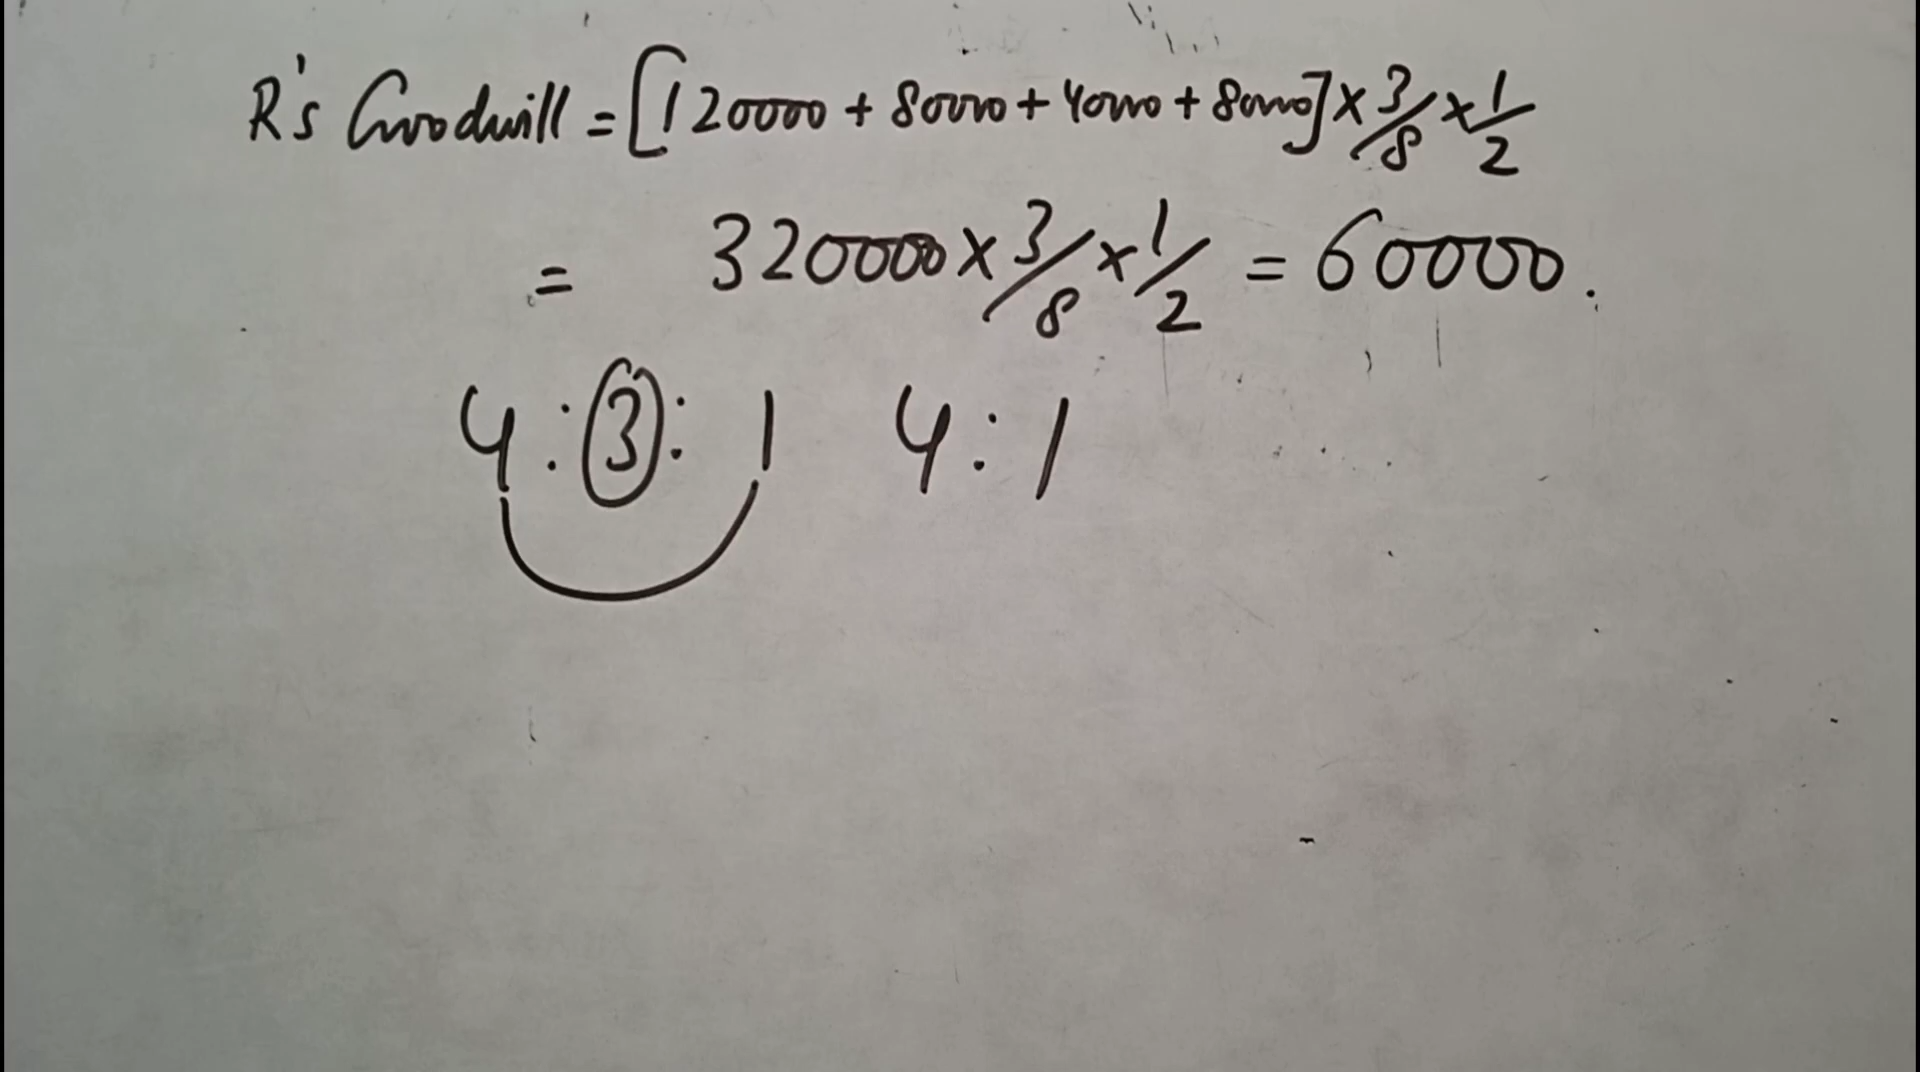 R's Goodwill = [120000 + 80000 + 40000 + 80000] x 3/8 x 1/2
= 320000 x 3/8 x 1/2 = 60000.
4 : 3 : 1 4 : 1